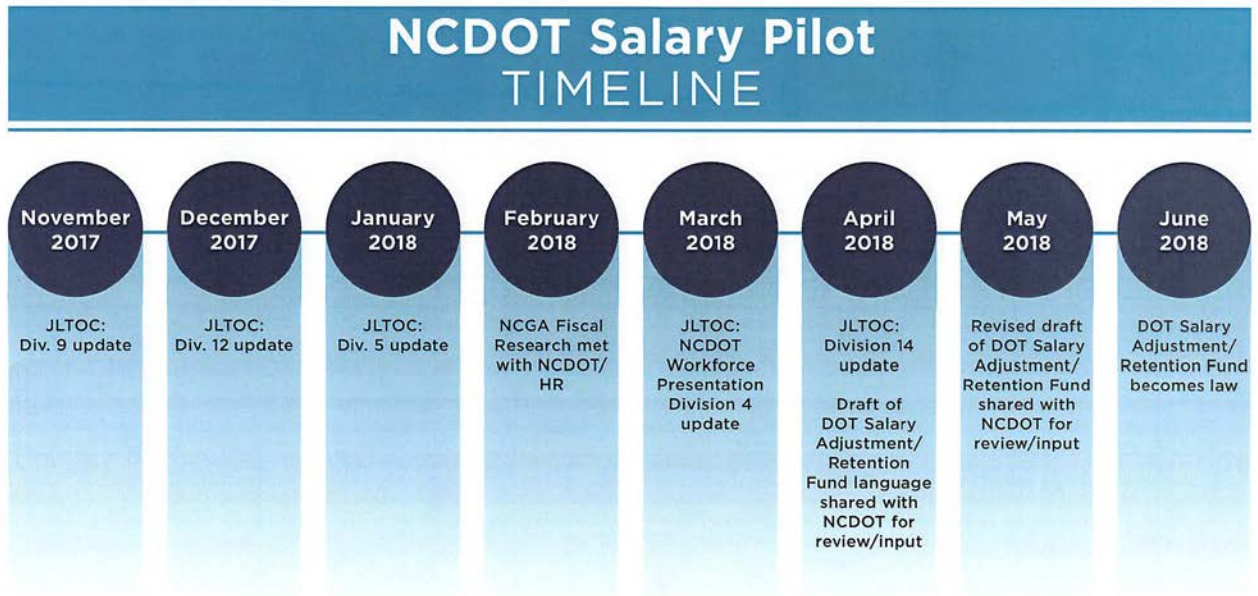 NCDOT Salary Pilot
TIMELINE
November
2017
JLTOC:
Div. 9 update
December
2017
JLTOC:
Div. 12 update
January
2018
JLTOC:
Div. 5 update
February
2018
NCGA Fiscal
Research met
with NCDOT/
HR
March
2018
JLTOC:
NCDOT
Workforce
Presentation
Division 4
update
April
2018
JLTOC:
Division 14
update
Draft of
DOT Salary
Adjustment/
Retention
Fund language
shared with
NCDOT for
review/input
May
2018
Revised draft
of DOT Salary
Adjustment/
Retention Fund
shared with
NCDOT for
review/input
June
2018
DOT Salary
Adjustment/
Retention Fund
becomes law